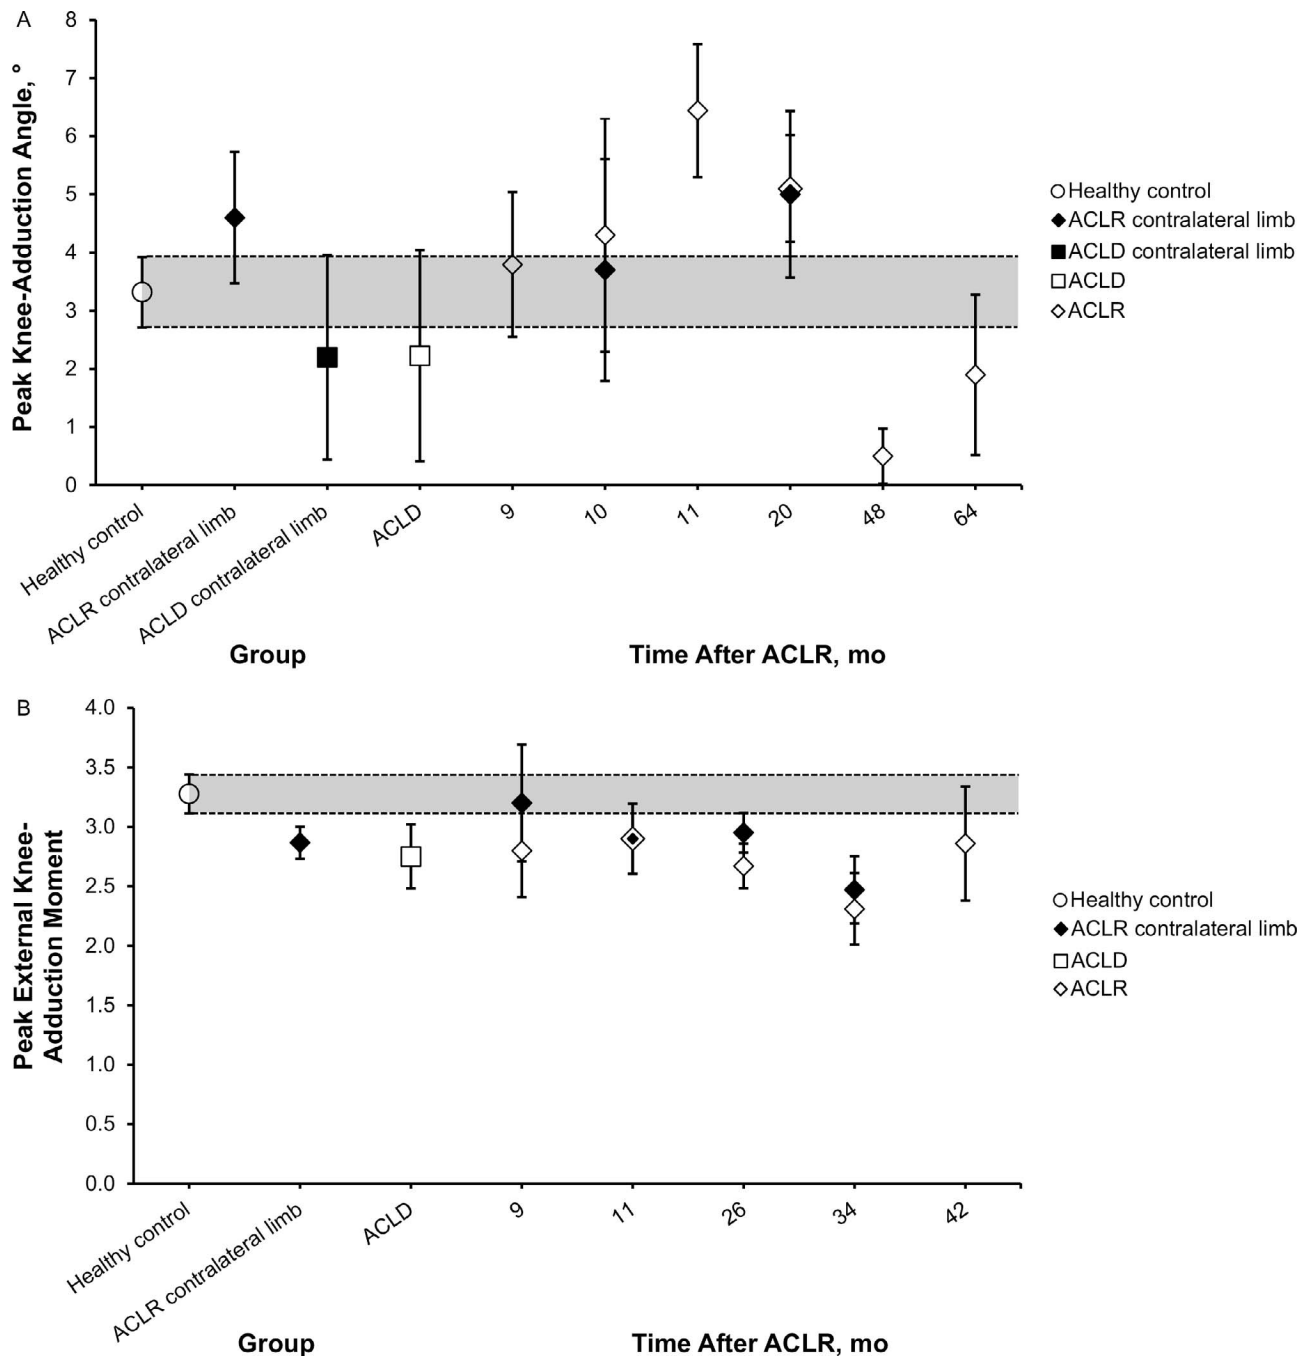 A
Peak Knee-Adduction Angle, °
8
7
6
5
4
3
2
1
0
Healthy control
ACLR contralateral limb
ACLD contralateral limb
ACLD
9
10
11
20
48
64
Group
Time After ACLR, mo
Healthy control
ACLR contralateral limb
ACLD contralateral limb
ACLD
ACLR
B
Peak External Knee-
Adduction Moment
4.0
3.5
3.0
2.5
2.0
1.5
1.0
0.5
0.0
Healthy control
ACLR contralateral limb
ACLD
9
11
26
34
42
Group
Time After ACLR, mo
Healthy control
ACLR contralateral limb
ACLD
ACLR